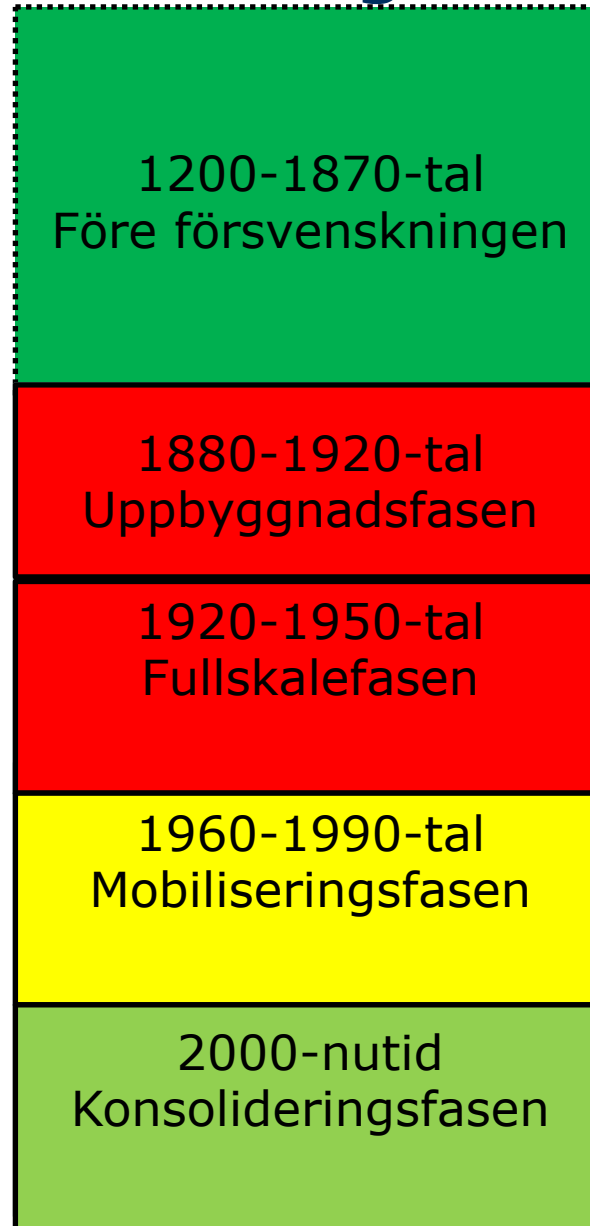 1200-1870-tal
Före försvenskningen
1880-1920-tal
Uppbyggnadsfasen
1920-1950-tal
Fullskalefasen
1960-1990-tal
Mobiliseringsfasen
2000-nutid
Konsolideringsfasen